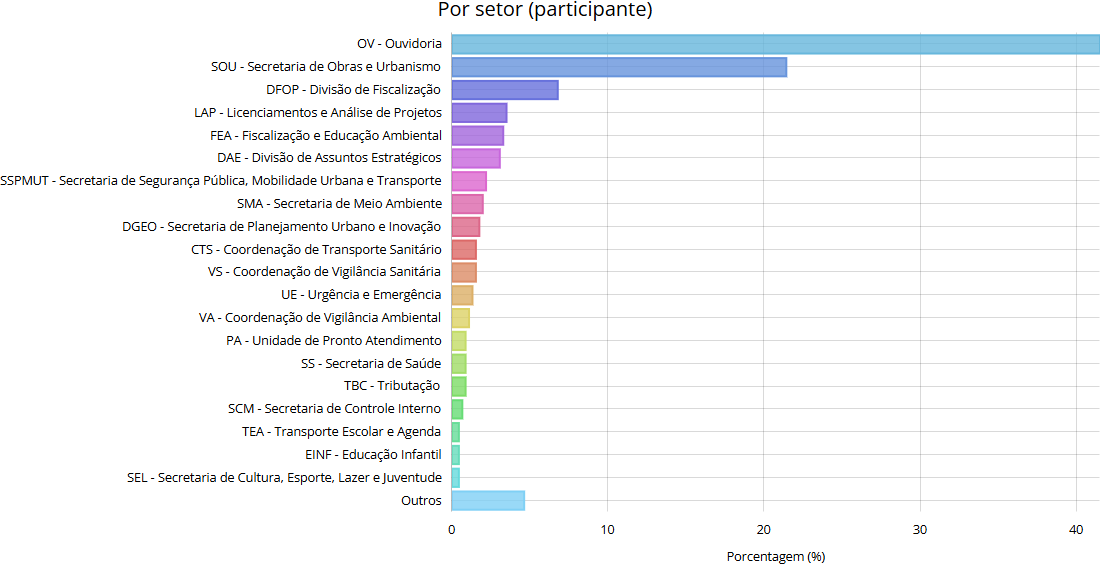 Por setor (participante)
OV - Ouvidoria
SOU - Secretaria de Obras e Urbanismo
DFOP - Divisão de Fiscalização
LAP - Licenciamentos e Análise de Projetos
FEA - Fiscalização e Educação Ambiental
DAE - Divisão de Assuntos Estratégicos
SSPMUT - Secretaria de Segurança Pública, Mobilidade Urbana e Transporte
SMA - Secretaria de Meio Ambiente
DGEO - Secretaria de Planejamento Urbano e Inovação
CTS - Coordenação de Transporte Sanitário
VS - Coordenação de Vigilância Sanitária
UE - Urgência e Emergência
VA - Coordenação de Vigilância Ambiental
PA - Unidade de Pronto Atendimento
SS - Secretaria de Saúde
TBC - Tributação
SCM - Secretaria de Controle Interno
TEA - Transporte Escolar e Agenda
EINF - Educação Infantil
SEL - Secretaria de Cultura, Esporte, Lazer e Juventude
Outros
0 10 20 30 40
Porcentagem (%)